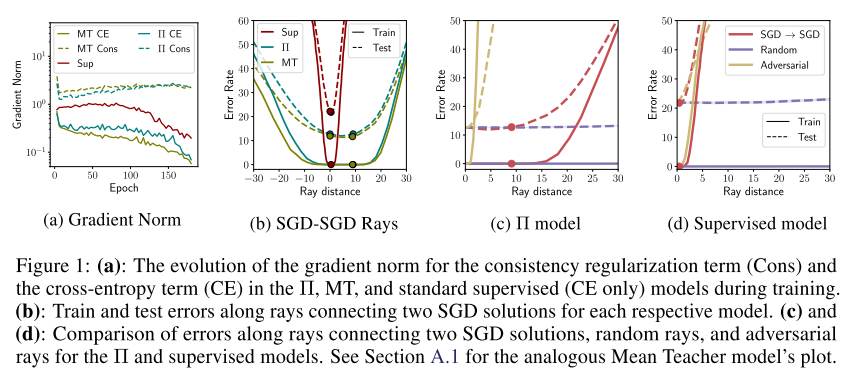 MT CE
MT Cons
Sup
Π CE
Π Cons
Gradient Norm
10¹
10⁰
10⁻¹
0 50 100 150
Epoch
(a) Gradient Norm
Sup
Π
MT
Train
Test
Error Rate
60
50
40
30
20
10
0
−30 −20 −10 0 10 20 30
Ray distance
(b) SGD-SGD Rays
SGD → SGD
Random
Adversarial
Error Rate
50
40
30
20
10
0
0 5 10 15 20 25 30
Ray distance
(c) Π model
SGD → SGD
Random
Adversarial
Train
Test
Error Rate
50
40
30
20
10
0
0 5 10 15 20 25 30
Ray distance
(d) Supervised model
Figure 1: (a): The evolution of the gradient norm for the consistency regularization term (Cons) and
the cross-entropy term (CE) in the Π, MT, and standard supervised (CE only) models during training.
(b): Train and test errors along rays connecting two SGD solutions for each respective model. (c) and
(d): Comparison of errors along rays connecting two SGD solutions, random rays, and adversarial
rays for the Π and supervised models. See Section A.1 for the analogous Mean Teacher model's plot.